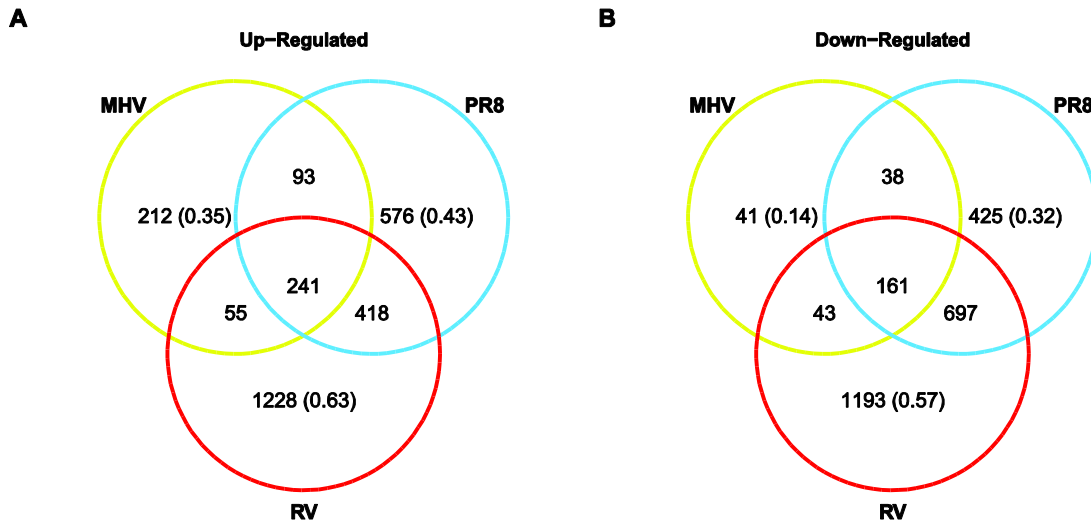 A
Up-Regulated
MHV
PR8
93
212 (0.35)
576 (0.43)
241
55
418
1228 (0.63)
RV
B
Down-Regulated
MHV
PR8
38
41 (0.14)
425 (0.32)
161
43
697
1193 (0.57)
RV